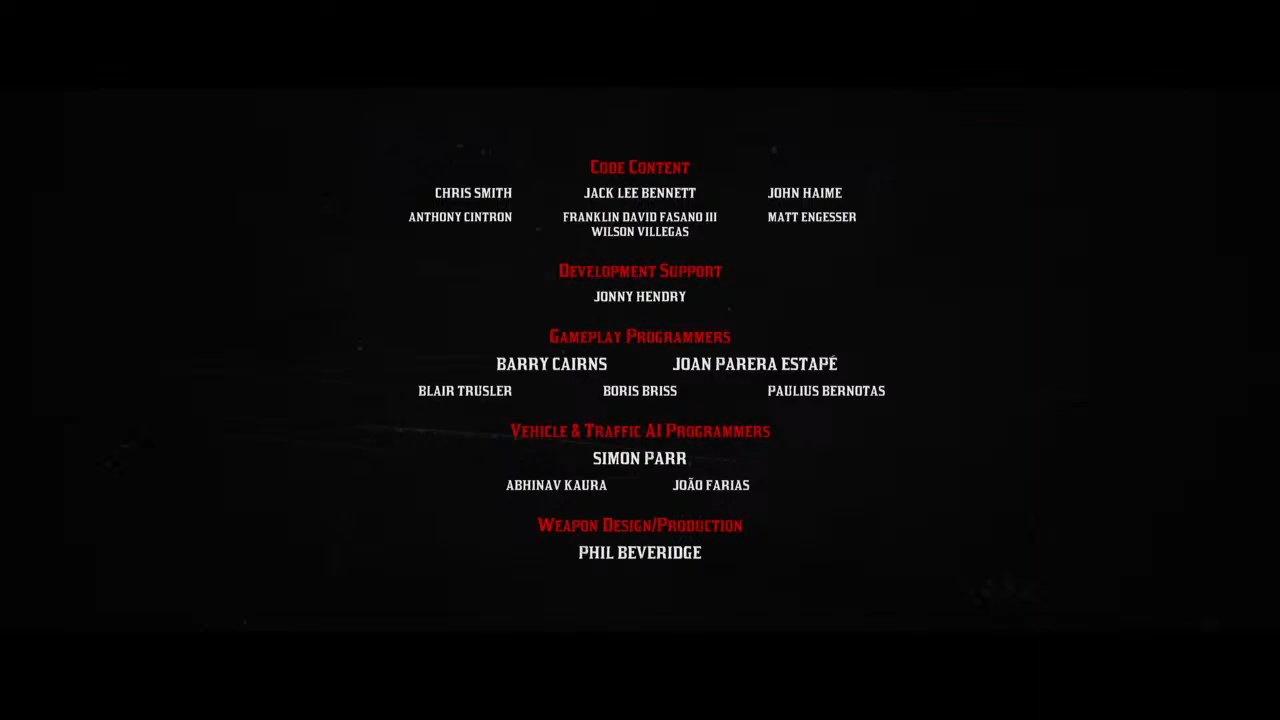 Code Content
CHRIS SMITH JACK LEE BENNETT JOHN HAIME
ANTHONY CINTRON FRANKLIN DAVID FASANO III MATT ENGESSER
WILSON VILLEGAS
Development Support
JONNY HENDRY
Gameplay Programmers
BARRY CAIRNS JOAN PARERA ESTAPÉ
BLAIR TRUSLER BORIS BRISS PAULIUS BERNOTAS
Vehicle & Traffic AI Programmers
SIMON PARR
ABHINAV KAURA JOÃO FARIAS
Weapon Design/Production
PHIL BEVERIDGE